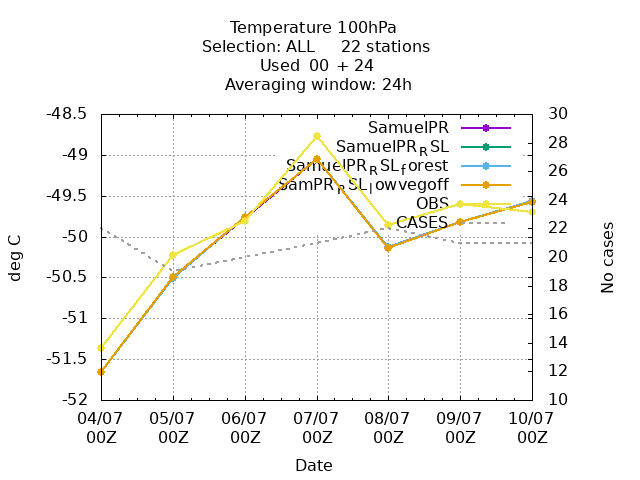 Temperature 100hPa
Selection: ALL 22 stations
Used 00 + 24
Averaging window: 24h
-48.5
-49
-49.5
-50
-50.5
-51
-51.5
-52
30
28
26
24
22
20
18
16
14
12
10
SamuelPR
SamuelPR_RSL
SamuelPR_RSL_forest
SamPR_RSL_lowvegoff
OBS
CASES
deg C
No cases
04/07 05/07 06/07 07/07 08/07 09/07 10/07
00Z 00Z 00Z 00Z 00Z 00Z 00Z
Date